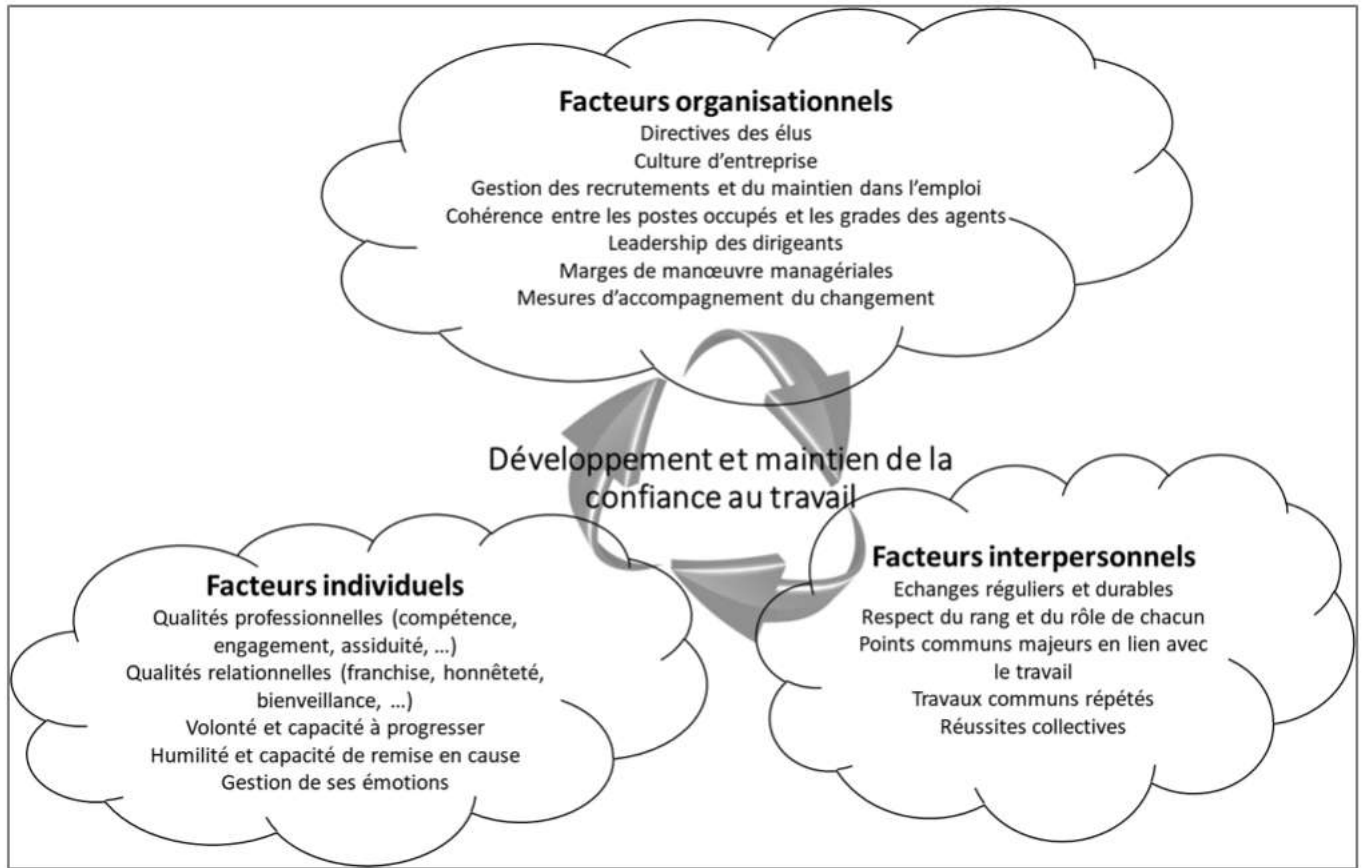 Facteurs organisationnels
Directives des élus
Culture d’entreprise
Gestion des recrutements et du maintien dans l’emploi
Cohérence entre les postes occupés et les grades des agents
Leadership des dirigeants
Marges de manœuvre managériales
Mesures d’accompagnement du changement
Développement et maintien de la
confiance au travail
Facteurs individuels
Qualités professionnelles (compétence,
engagement, assiduité, ...)
Qualités relationnelles (franchise, honnêteté,
bienveillance, ...)
Volonté et capacité à progresser
Humilité et capacité de remise en cause
Gestion de ses émotions
Facteurs interpersonnels
Echanges réguliers et durables
Respect du rang et du rôle de chacun
Points communs majeurs en lien avec
le travail
Travaux communs répétés
Réussites collectives